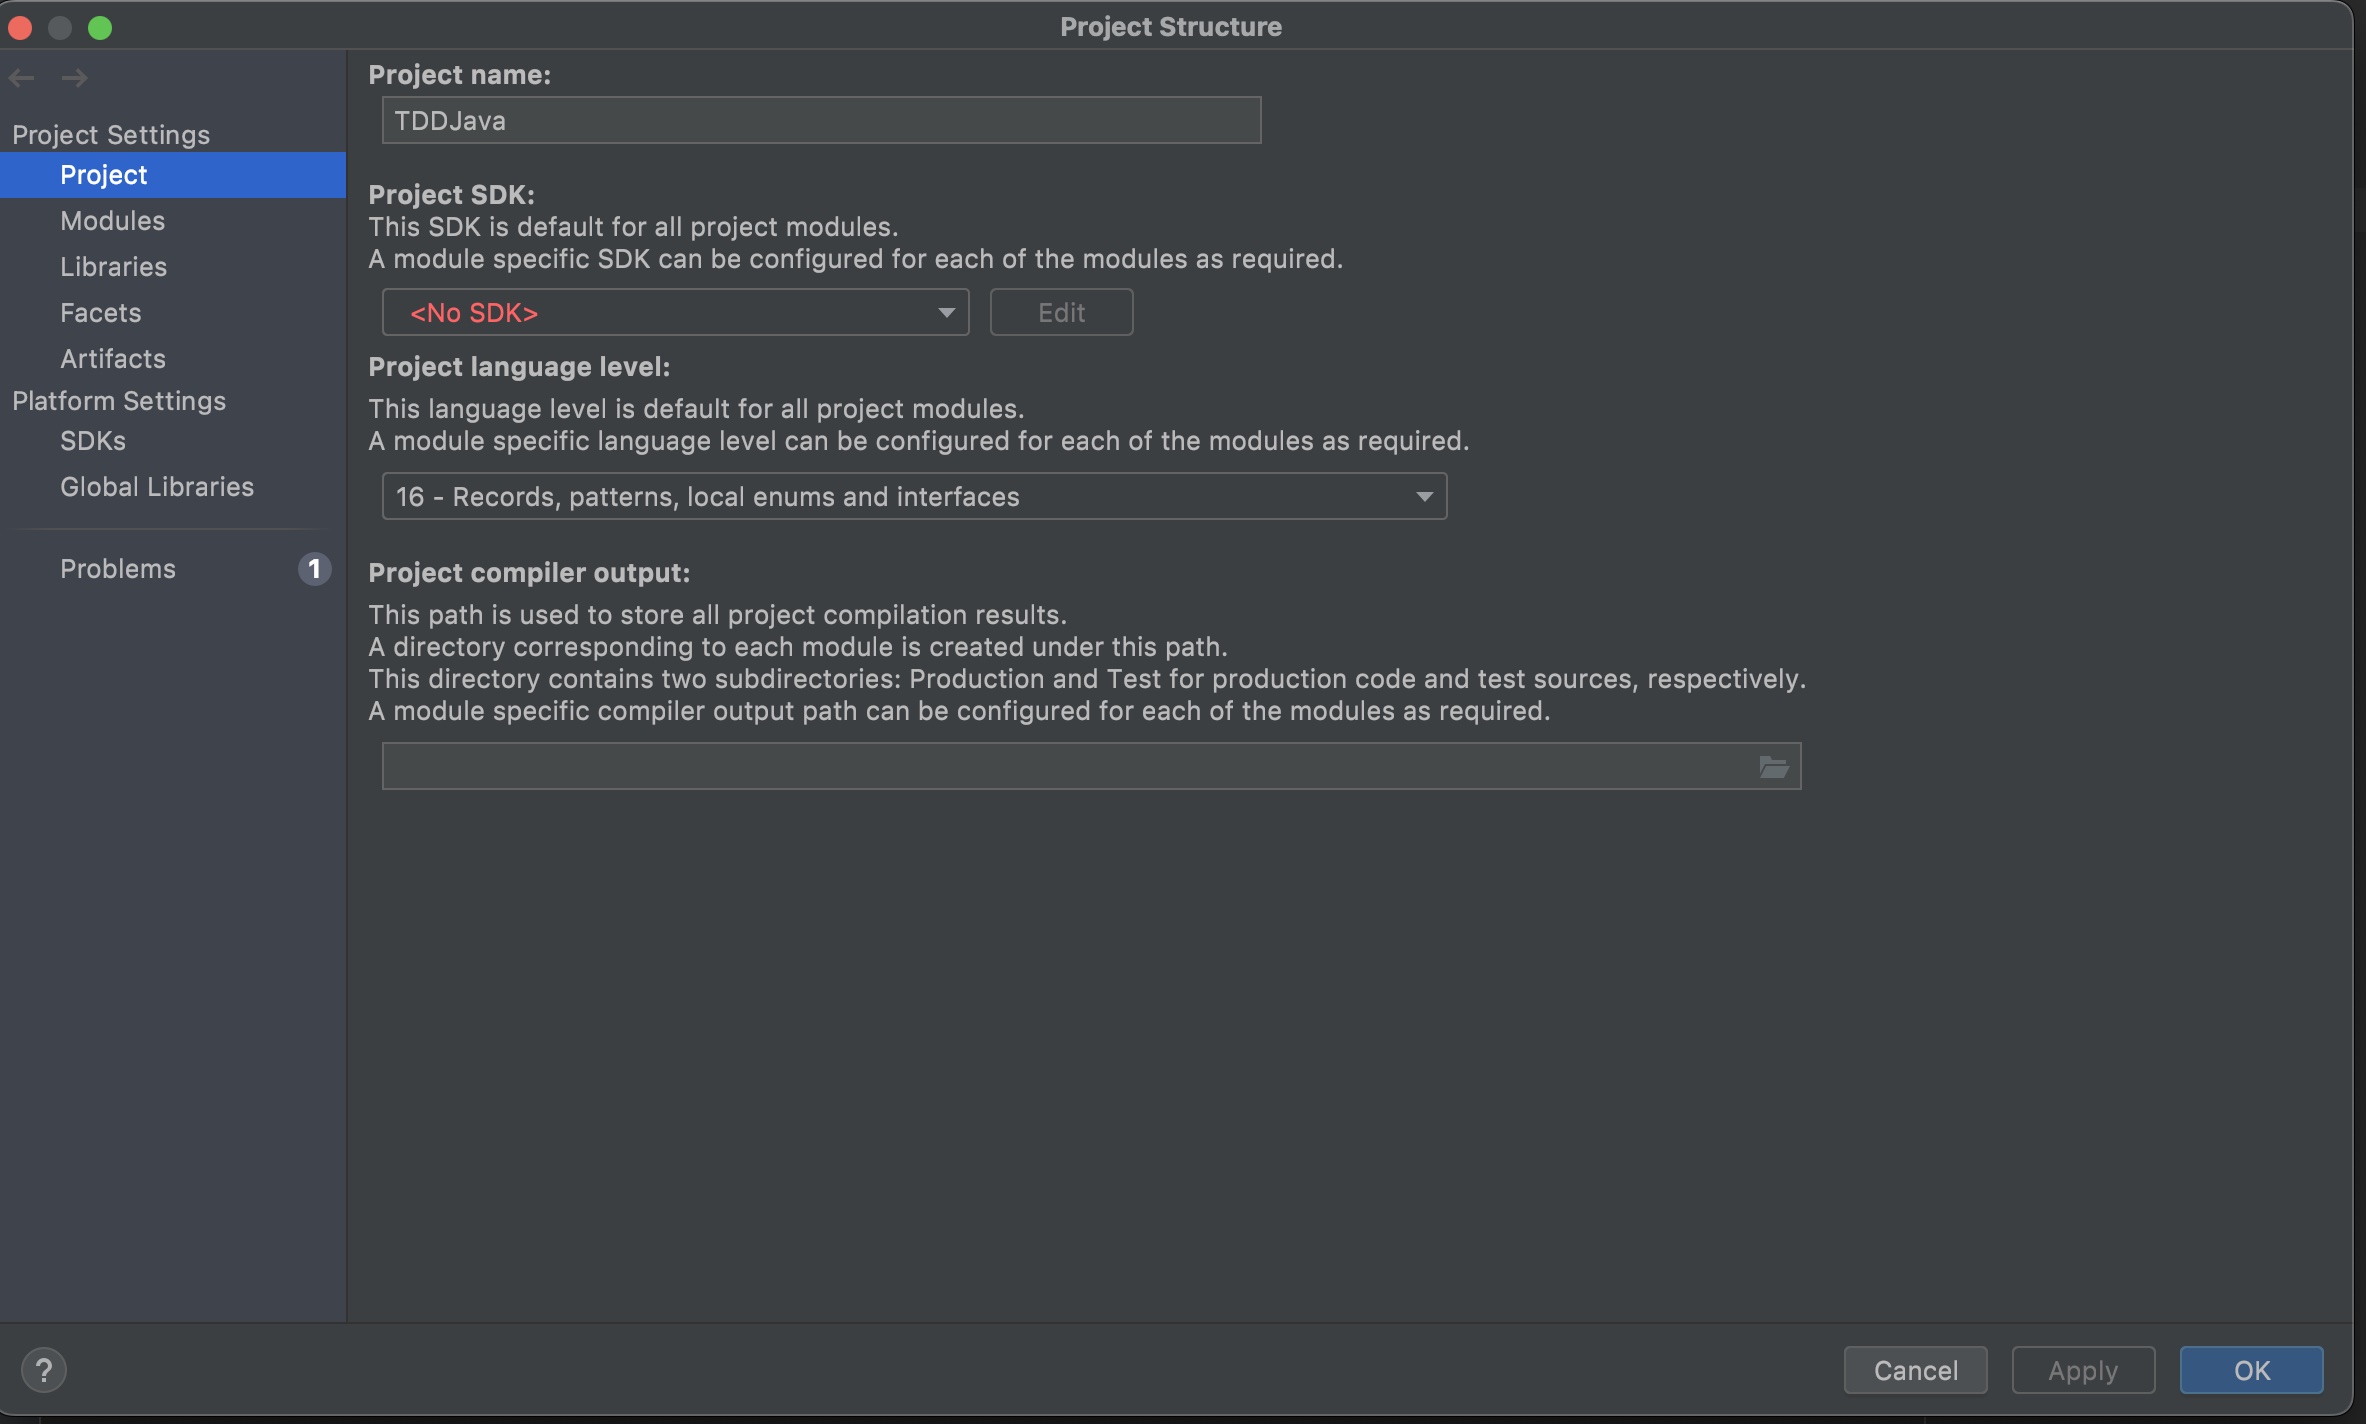 Project Structure
Project Settings
Project
Modules
Libraries
Facets
Artifacts
Platform Settings
SDKs
Global Libraries
Problems
1
Project name:
TDDJava
Project SDK:
This SDK is default for all project modules.
A module specific SDK can be configured for each of the modules as required.
<No SDK>
Edit
Project language level:
This language level is default for all project modules.
A module specific language level can be configured for each of the modules as required.
16 - Records, patterns, local enums and interfaces
Project compiler output:
This path is used to store all project compilation results.
A directory corresponding to each module is created under this path.
This directory contains two subdirectories: Production and Test for production code and test sources, respectively.
A module specific compiler output path can be configured for each of the modules as required.
?
Cancel
Apply
OK